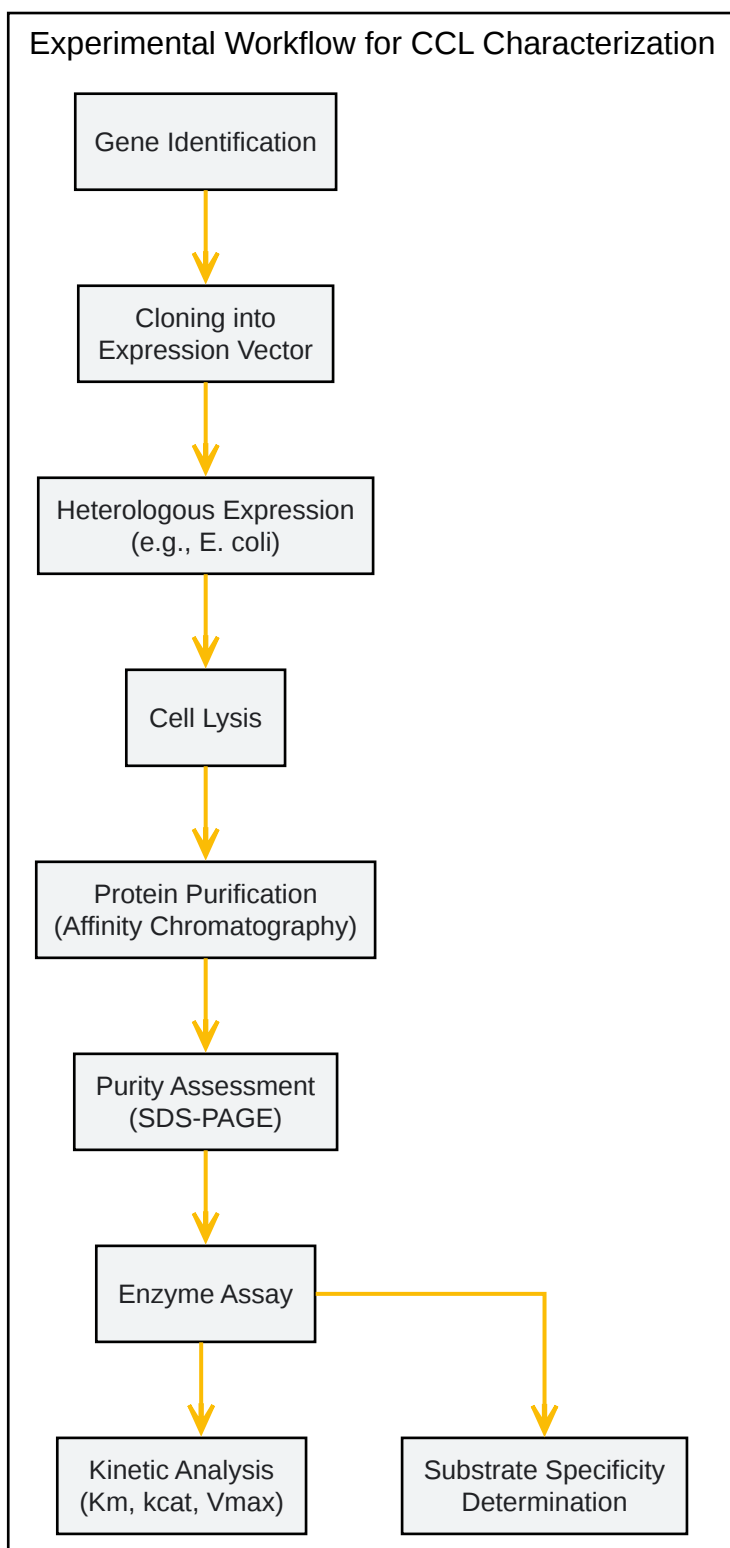 Experimental Workflow for CCL Characterization
Gene Identification
Cloning into
Expression Vector
Heterologous Expression
(e.g., E. coli)
Cell Lysis
Protein Purification
(Affinity Chromatography)
Purity Assessment
(SDS-PAGE)
Enzyme Assay
Kinetic Analysis
(Km, kcat, Vmax)
Substrate Specificity
Determination